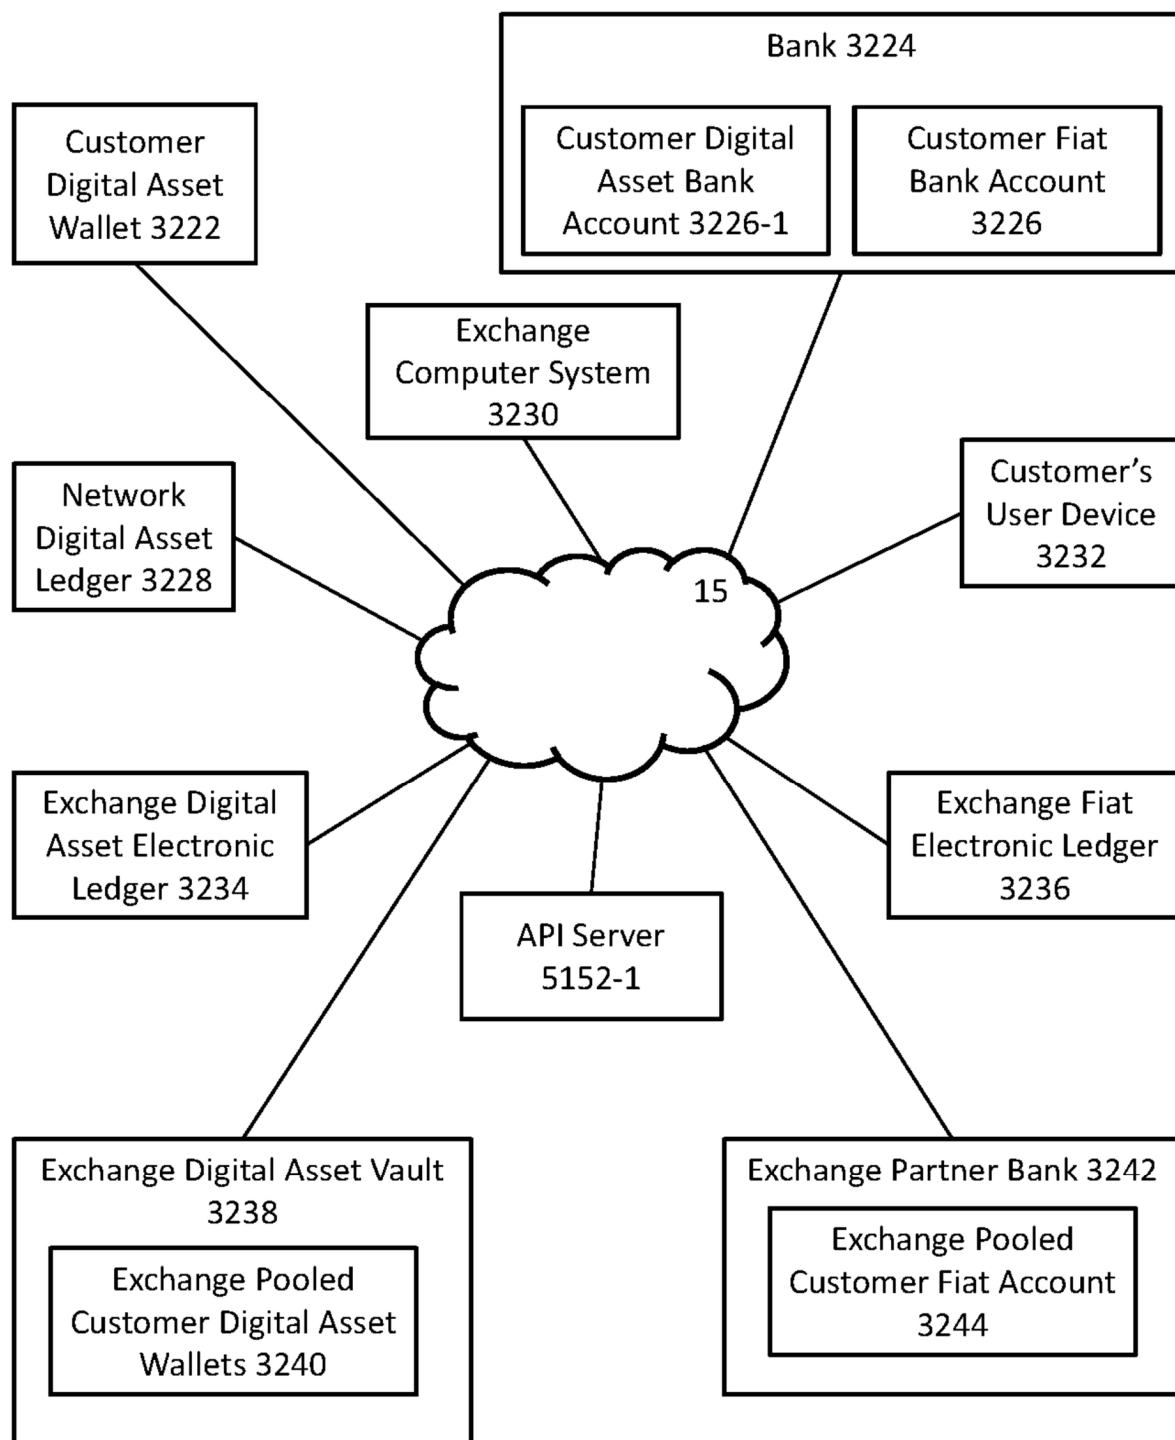 Bank 3224
Customer
Digital Asset
Wallet 3222
Customer Digital
Asset Bank
Account 3226-1
Customer Fiat
Bank Account
3226
Exchange
Computer System
3230
Network
Digital Asset
Ledger 3228
Customer’s
User Device
3232
15
Exchange Digital
Asset Electronic
Ledger 3234
Exchange Fiat
Electronic Ledger
3236
API Server
5152-1
Exchange Digital Asset Vault
3238
Exchange Pooled
Customer Digital Asset
Wallets 3240
Exchange Partner Bank 3242
Exchange Pooled
Customer Fiat Account
3244